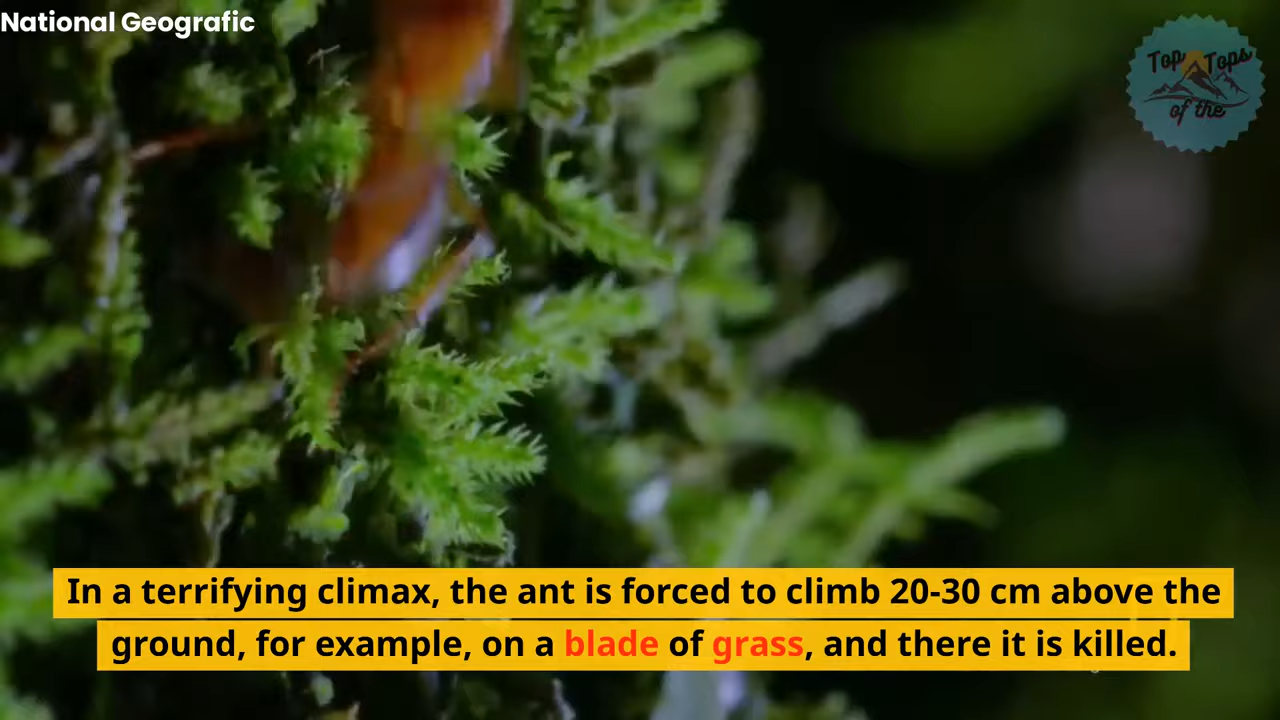 National Geografic
Top Tops
of the
In a terrifying climax, the ant is forced to climb 20-30 cm above the
ground, for example, on a blade of grass, and there it is killed.